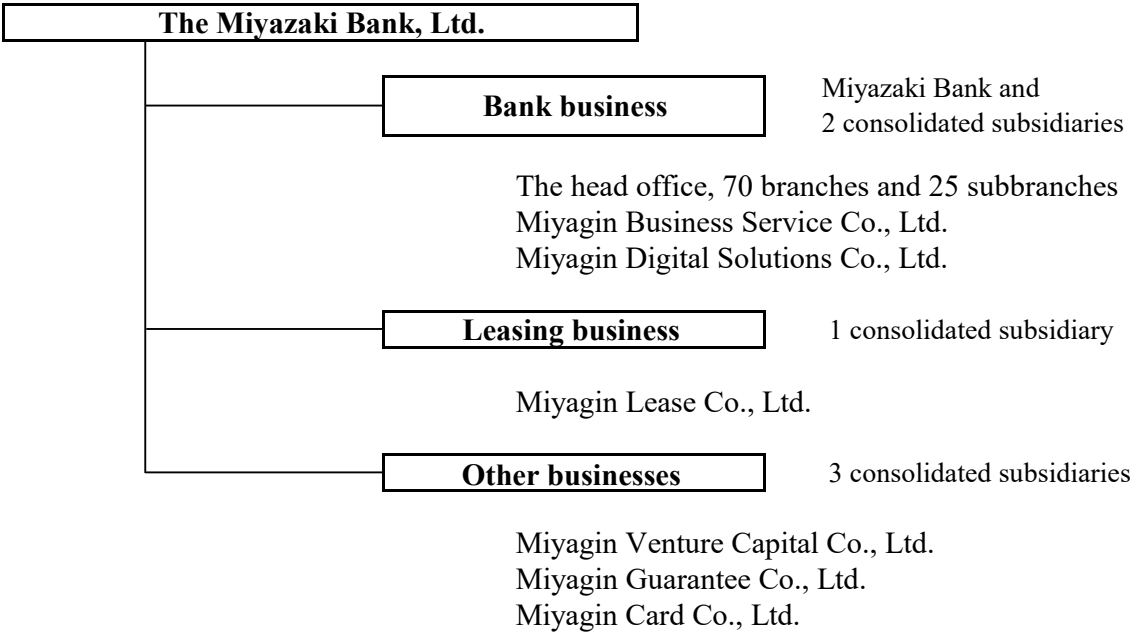 The Miyazaki Bank, Ltd.
Bank business
Miyazaki Bank and
2 consolidated subsidiaries
The head office, 70 branches and 25 subbranches
Miyagin Business Service Co., Ltd.
Miyagin Digital Solutions Co., Ltd.
Leasing business
1 consolidated subsidiary
Miyagin Lease Co., Ltd.
Other businesses
3 consolidated subsidiaries
Miyagin Venture Capital Co., Ltd.
Miyagin Guarantee Co., Ltd.
Miyagin Card Co., Ltd.